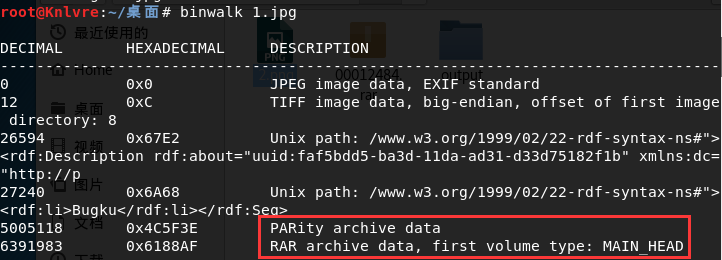 root@Knlvre:~/桌面# binwalk 1.jpg
DECIMAL HEXADECIMAL DESCRIPTION
--------------------------------------------------------------------------------
0 0x0 JPEG image data, EXIF standard
12 0xC TIFF image data, big-endian, offset of first image
directory: 8
26594 0x67E2 Unix path: /www.w3.org/1999/02/22-rdf-syntax-ns#">
<rdf:Description rdf:about="uuid:faf5bdd5-ba3d-11da-ad31-d33d75182f1b" xmlns:dc=
"http://p
27240 0x6A68 Unix path: /www.w3.org/1999/02/22-rdf-syntax-ns#">
<rdf:li>Bugku</rdf:li></rdf:Seq>
5005118 0x4C5F3E PARity archive data
6391983 0x6188AF RAR archive data, first volume type: MAIN_HEAD
最近使用的
Home
桌面
视频
图片
文档
下载
PNG
00012484.
rar
output